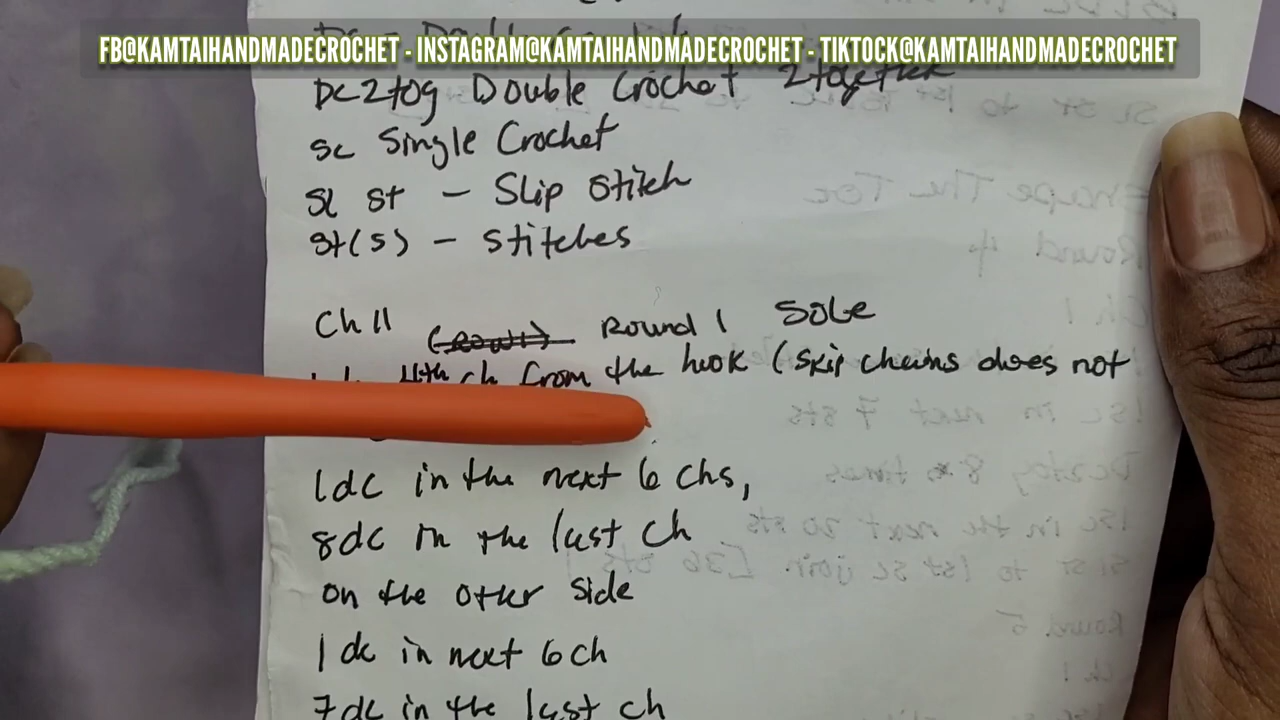 FB@KAMTAIHANDMADECROCHET - INSTAGRAM@KAMTAIHANDMADECROCHET - TIKTOCK@KAMTAIHANDMADECROCHET
DC2tog Double Crochet 2together
sc Single Crochet
sl st - Slip stitch
st(s) - stitches
Ch 11 Round 1 Sole
ch from the hook (skip chains does not
1dc in the next 6 chs,
8dc in the last ch
on the other side
1 dc in next 6 ch
7dc in the last ch